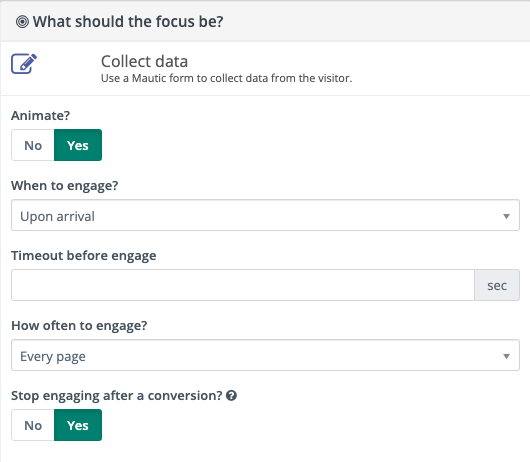 What should the focus be?
Collect data
Use a Mautic form to collect data from the visitor.
Animate?
No Yes
When to engage?
Upon arrival
Timeout before engage
sec
How often to engage?
Every page
Stop engaging after a conversion?
No Yes